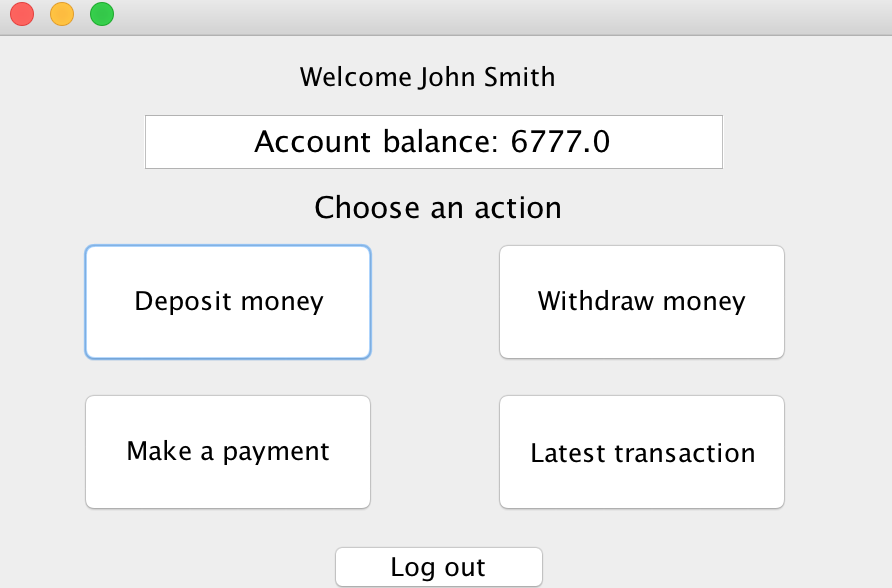 Welcome John Smith
Account balance: 6777.0
Choose an action
Deposit money
Withdraw money
Make a payment
Latest transaction
Log out